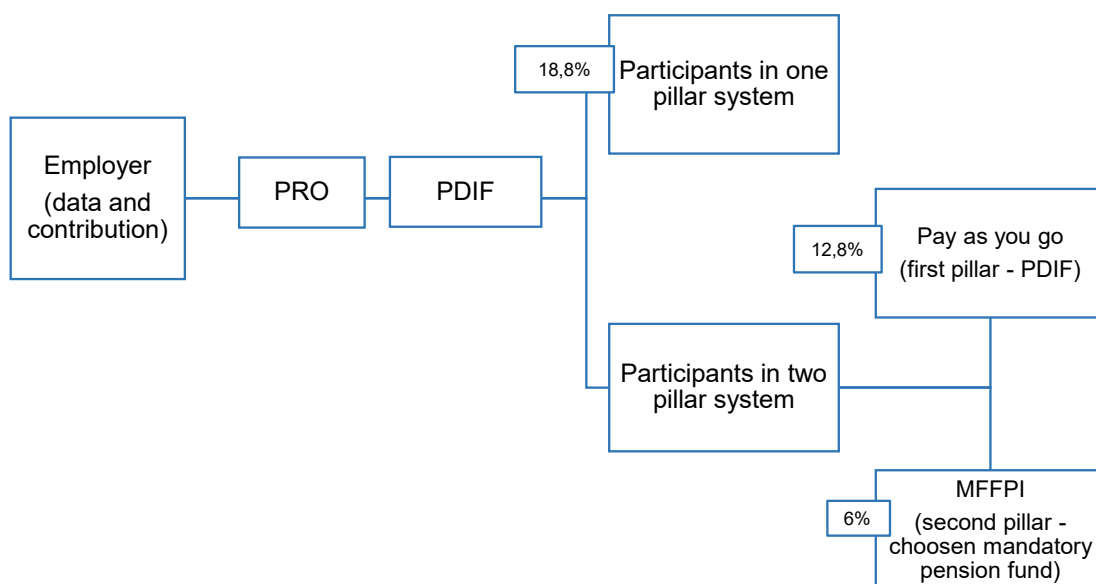 18,8%
Participants in one
pillar system
Employer
(data and
contribution)
PRO
PDIF
12,8%
Pay as you go
(first pillar - PDIF)
Participants in two
pillar system
6%
MFFPI
(second pillar -
choosen mandatory
pension fund)